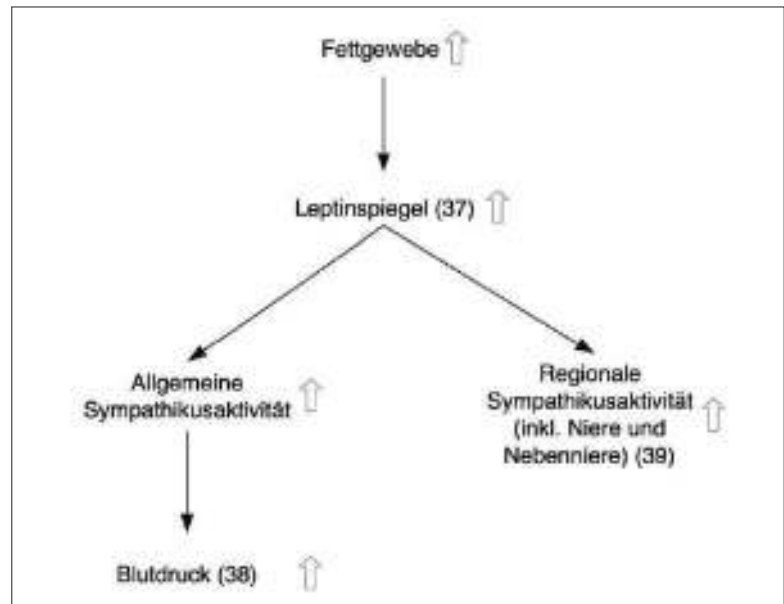 Fettgewebe
Leptinspiegel (37)
Allgemeine
Sympathikusaktivität
Regionale
Sympathikusaktivität
(inkl. Niere und
Nebenniere) (39)
Blutdruck (38)